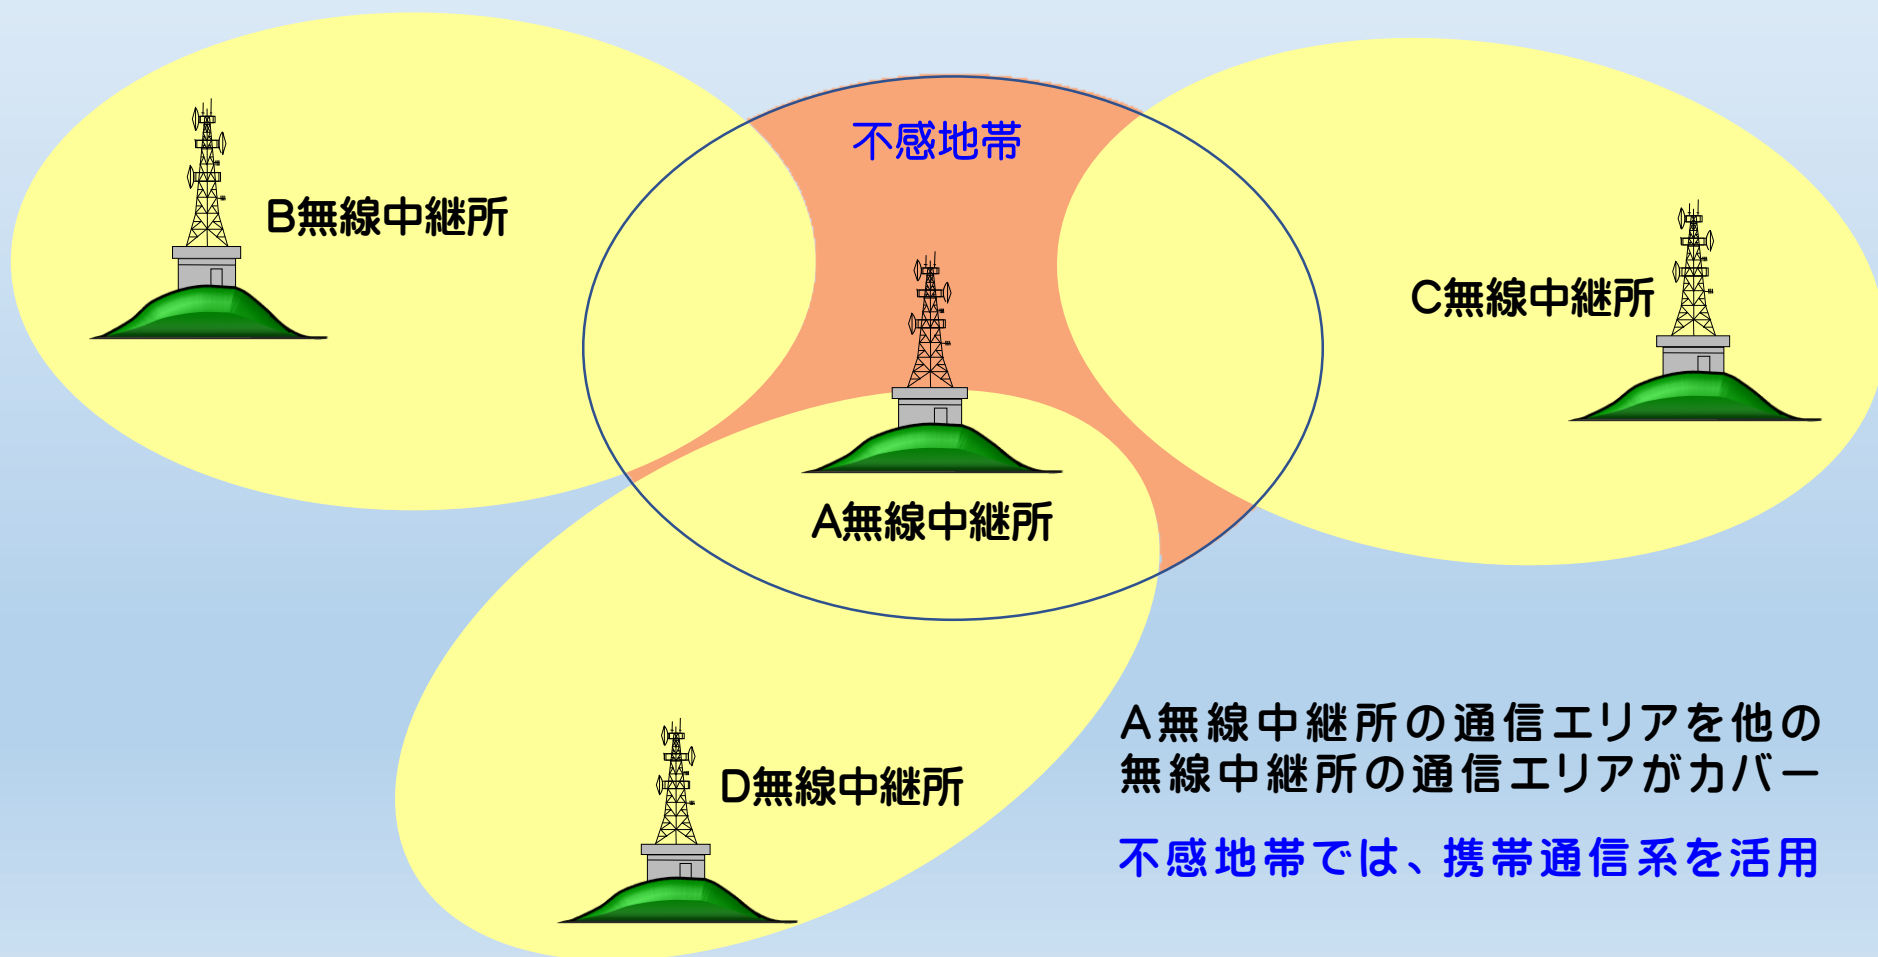 不感地帯
B無線中継所
C無線中継所
A無線中継所
D無線中継所
A無線中継所の通信エリアを他の
無線中継所の通信エリアがカバー
不感地帯では、携帯通信系を活用